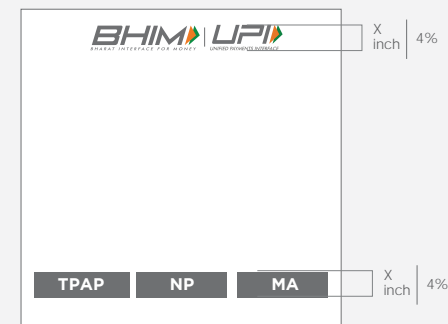 BHIM UPI
BHARAT INTERFACE FOR MONEY UNIFIED PAYMENTS INTERFACE
X
inch 4%
TPAP NP MA
X
inch 4%